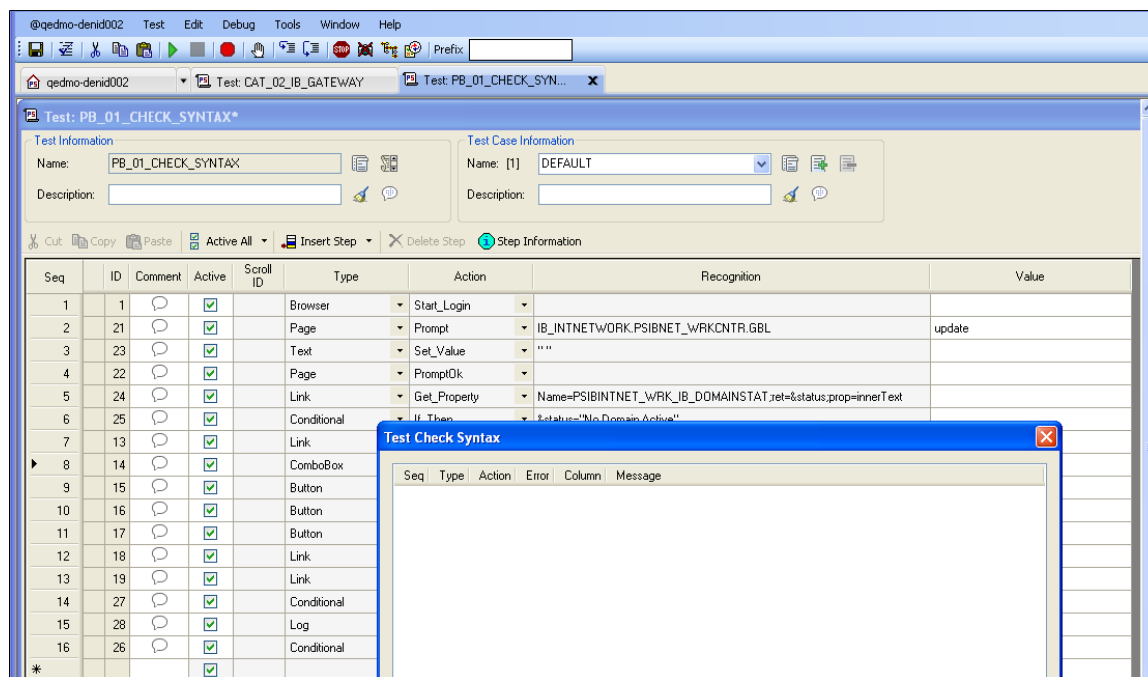 @qedmo-denid002 Test Edit Debug Tools Window Help
STOP Prefix
qedmo-denid002 Test: CAT_02_IB_GATEWAY Test: PB_01_CHECK_SYN... x
Test: PB_01_CHECK_SYNTAX*
Test Information Test Case Information
Name: PB_01_CHECK_SYNTAX Name: [1] DEFAULT
Description: Description:
Cut Copy Paste Active All Insert Step Delete Step Step Information
Seq ID Comment Active Scroll ID Type Action Recognition Value
1 1 Browser Start_Login
2 21 Page Prompt IB_INTNETWORK.PSIBNET_WRKCNTR.GBL update
3 23 Text Set_Value " "
4 22 Page PromptOk
5 24 Link Get_Property Name=PSIBINTNET_WRK_IB_DOMAINSTAT;ret=&status;prop=innerText
6 25 Conditional If_Then &status="No Domain Active"
7 13 Link
8 14 ComboBox
9 15 Button
10 16 Button
11 17 Button
12 18 Link
13 19 Link
14 27 Conditional
15 28 Log
16 26 Conditional
*
Test Check Syntax
Seq Type Action Error Column Message